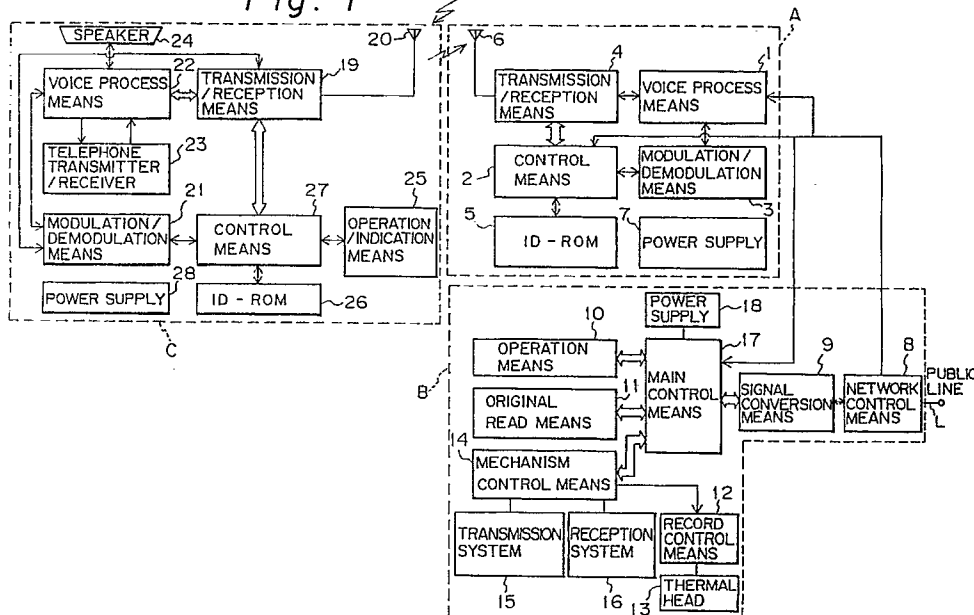 Fig. 1
SPEAKER
24
20
6
A
22
VOICE PROCESS
MEANS
19
TRANSMISSION
/RECEPTION
MEANS
4
TRANSMISSION
/RECEPTION
MEANS
1
VOICE PROCESS
MEANS
23
TELEPHONE
TRANSMITTER
/RECEIVER
2
CONTROL
MEANS
MODULATION/
DEMODULATION
MEANS
3
21
MODULATION/
DEMODULATION
MEANS
27
CONTROL
MEANS
25
OPERATION
/INDICATION
MEANS
5
ID-ROM
7
POWER SUPPLY
28
POWER SUPPLY
ID-ROM
26
C
POWER
SUPPLY
18
10
OPERATION
MEANS
17
MAIN
CONTROL
MEANS
9
SIGNAL
CONVERSION
MEANS
8
NETWORK
CONTROL
MEANS
PUBLIC
LINE
L
B
11
ORIGINAL
READ MEANS
14
MECHANISM
CONTROL MEANS
12
RECORD
CONTROL
MEANS
TRANSMISSION
SYSTEM
15
RECEPTION
SYSTEM
16
13
THERMAL
HEAD